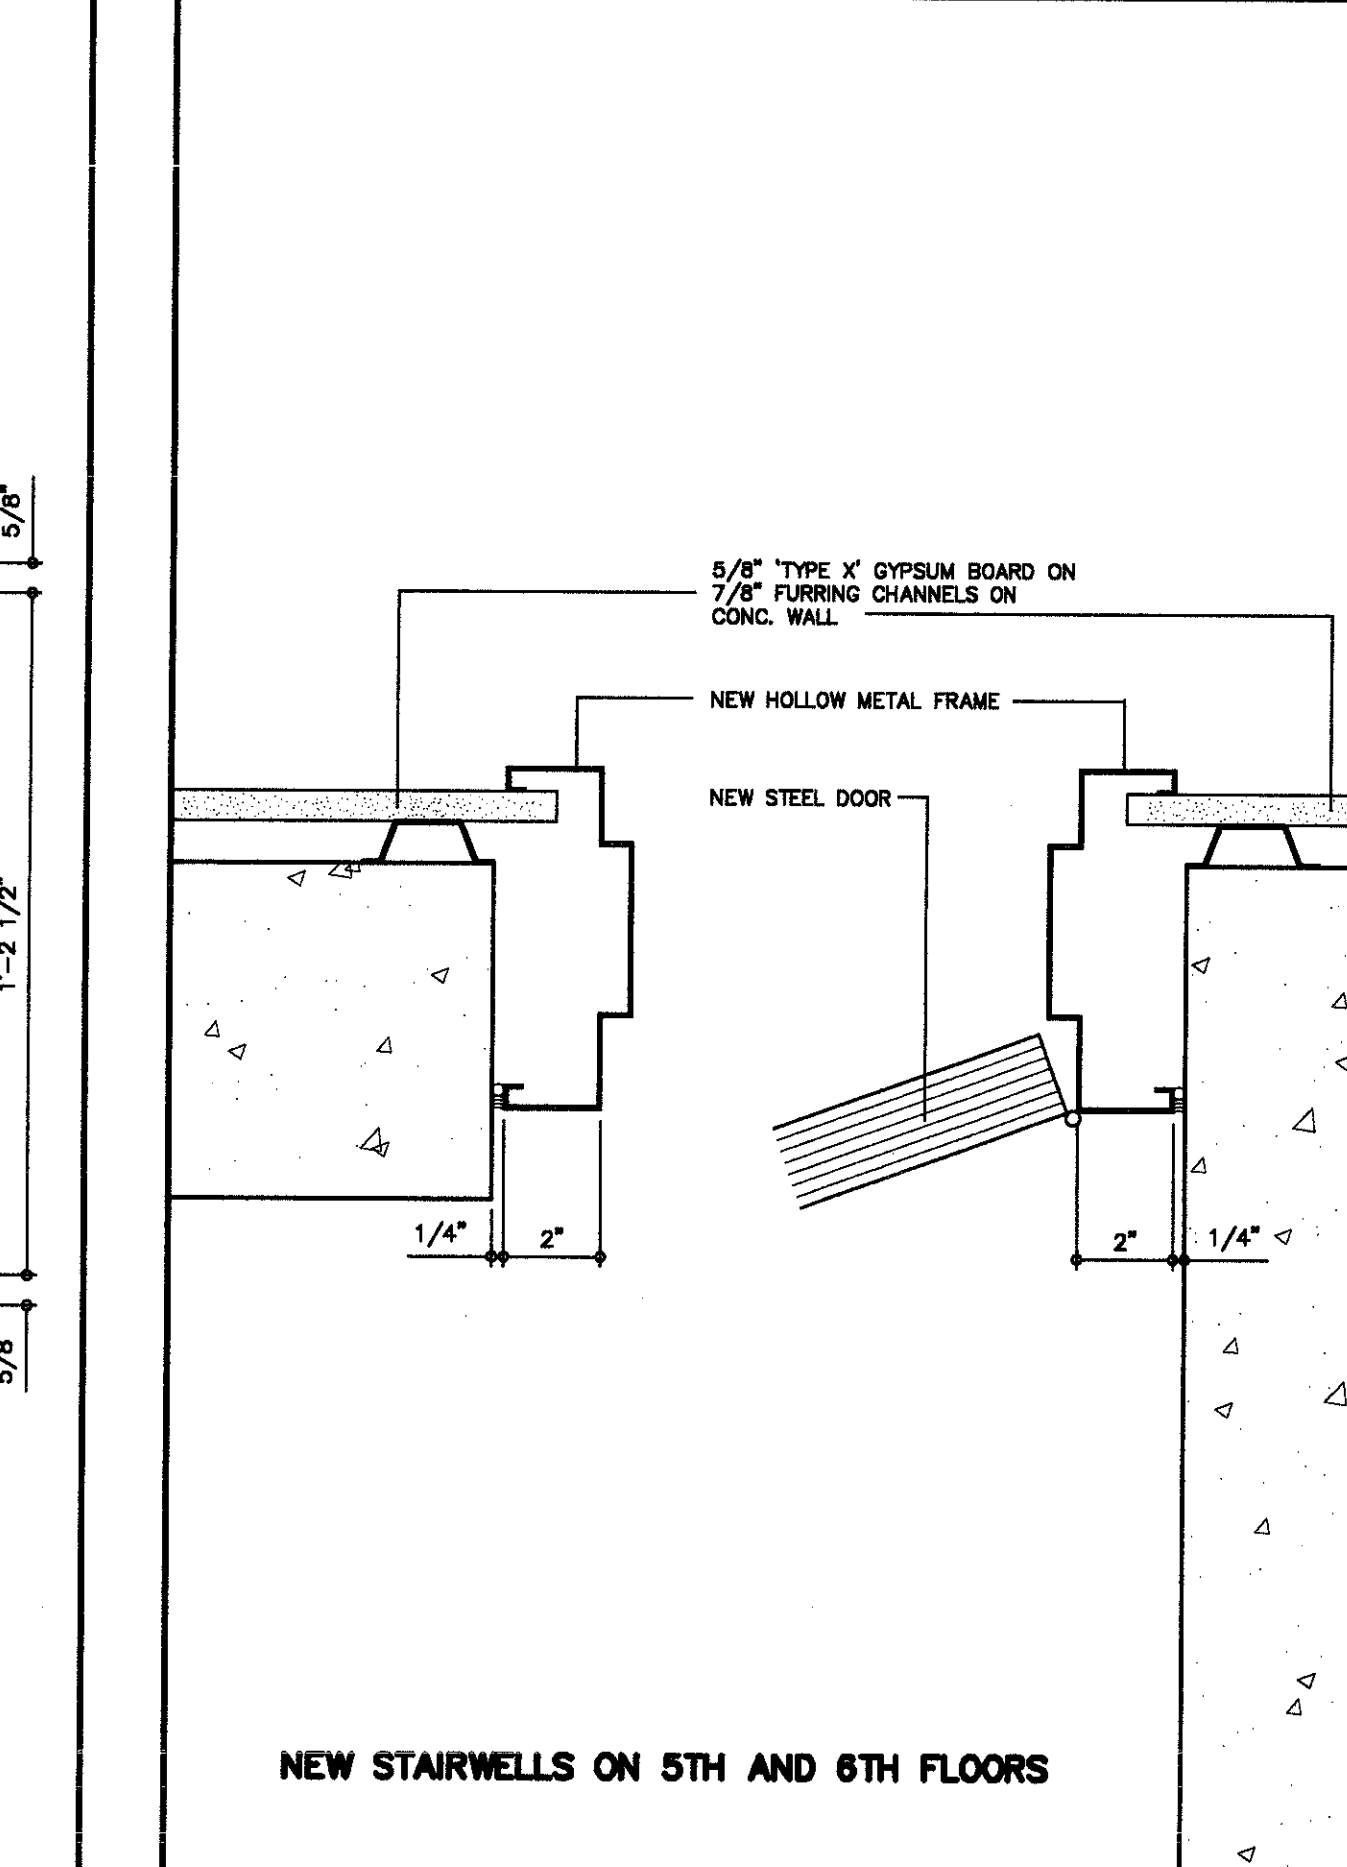 5/8"
1'-2 1/2"
5/8
5/8" 'TYPE X' GYPSUM BOARD ON
7/8" FURRING CHANNELS ON
CONC. WALL
NEW HOLLOW METAL FRAME
NEW STEEL DOOR
1/4"
2"
2"
1/4"
NEW STAIRWELLS ON 5TH AND 6TH FLOORS